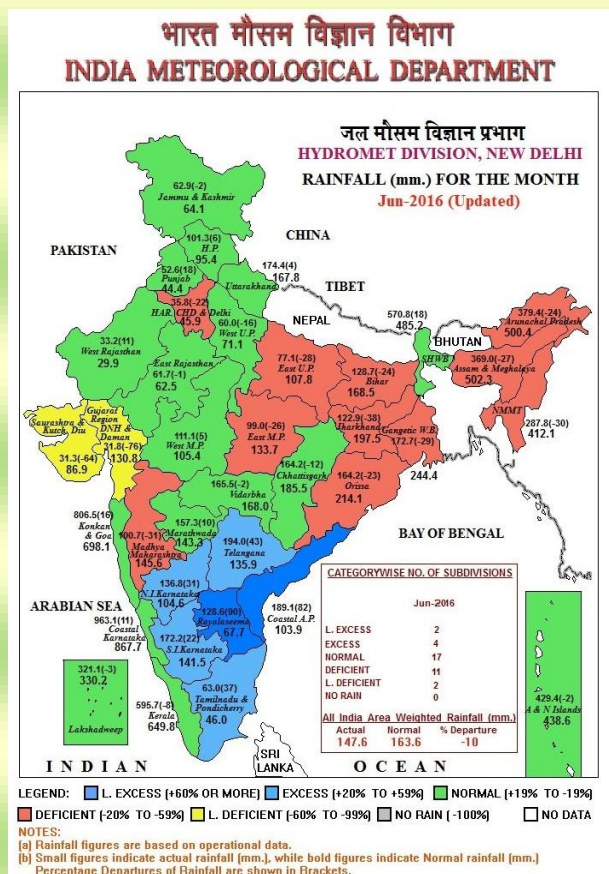 भारत मौसम विज्ञान विभाग
INDIA METEOROLOGICAL DEPARTMENT
जल मौसम विज्ञान प्रभाग
HYDROMET DIVISION, NEW DELHI
RAINFALL (mm.) FOR THE MONTH
Jun-2016 (Updated)
62.9(-2)
Jammu & Kashmir
64.1
CHINA
PAKISTAN
101.3(6)
H.P.
95.4
52.6(18)
Punjab
44.4
Uttarakhand
174.4(4)
167.8
TIBET
35.8(-22)
HAR. CHD & Delhi
45.9
NEPAL
60.0(-16)
West U.P.
71.1
570.8(18)
485.2
SHWB
BHUTAN
379.4(-24)
Arunachal Pradesh
500.4
33.2(11)
West Rajasthan
29.9
East Rajasthan
61.7(-1)
62.5
77.1(-28)
East U.P.
107.8
128.7(-24)
Bihar
168.5
369.0(-27)
Assam & Meghalaya
502.3
NMMT
287.8(-30)
412.1
Saurashtra &
Kutch, Diu
31.3(-64)
86.9
Gujarat
Region
DNH &
Daman
31.8(-76)
130.8
111.1(5)
West M.P.
105.4
99.0(-26)
East M.P.
133.7
122.9(-38)
Jharkhand
197.5
Gangetic W.B.
172.7(-29)
244.4
164.2(-12)
Chhattisgarh
185.5
164.2(-23)
Orissa
214.1
165.5(-2)
Vidarbha
168.0
806.5(16)
Konkan
& Goa
698.1
100.7(-31)
Madhya
Maharashtra
145.6
157.3(10)
Marathwada
143.3
194.0(43)
Telangana
135.9
BAY OF BENGAL
ARABIAN SEA
136.8(31)
N.I.Karnataka
104.6
963.1(11)
Coastal
Karnataka
867.7
128.6(90)
Rayalaseema
67.7
189.1(82)
Coastal A.P.
103.9
172.2(22)
S.I.Karnataka
141.5
321.1(-3)
330.2
Lakshadweep
63.0(37)
Tamilnadu &
Pondicherry
46.0
595.7(-8)
Kerala
649.8
SRI
LANKA
429.4(-2)
A & N Islands
438.6
CATEGORYWISE NO. OF SUBDIVISIONS
Jun-2016
L. EXCESS 2
EXCESS 4
NORMAL 17
DEFICIENT 11
L. DEFICIENT 2
NO RAIN 0
All India Area Weighted Rainfall (mm.)
Actual Normal % Departure
147.6 163.6 -10
INDIAN OCEAN
LEGEND: L. EXCESS (+60% OR MORE) EXCESS (+20% TO +59%) NORMAL (+19% TO -19%)
DEFICIENT (-20% TO -59%) L. DEFICIENT (-60% TO -99%) NO RAIN (-100%) NO DATA
NOTES:
(a) Rainfall figures are based on operational data.
(b) Small figures indicate actual rainfall (mm.), while bold figures indicate Normal rainfall (mm.)
Percentage Departures of Rainfall are shown in Brackets.